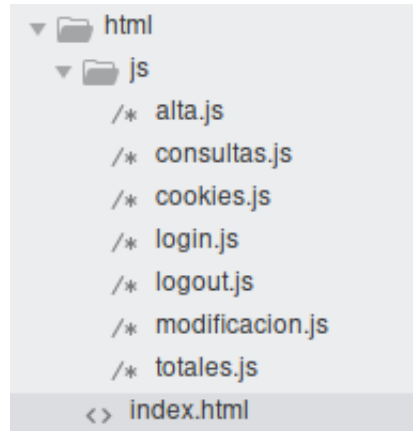 html
js
/* alta.js
/* consultas.js
/* cookies.js
/* login.js
/* logout.js
/* modificacion.js
/* totales.js
<> index.html